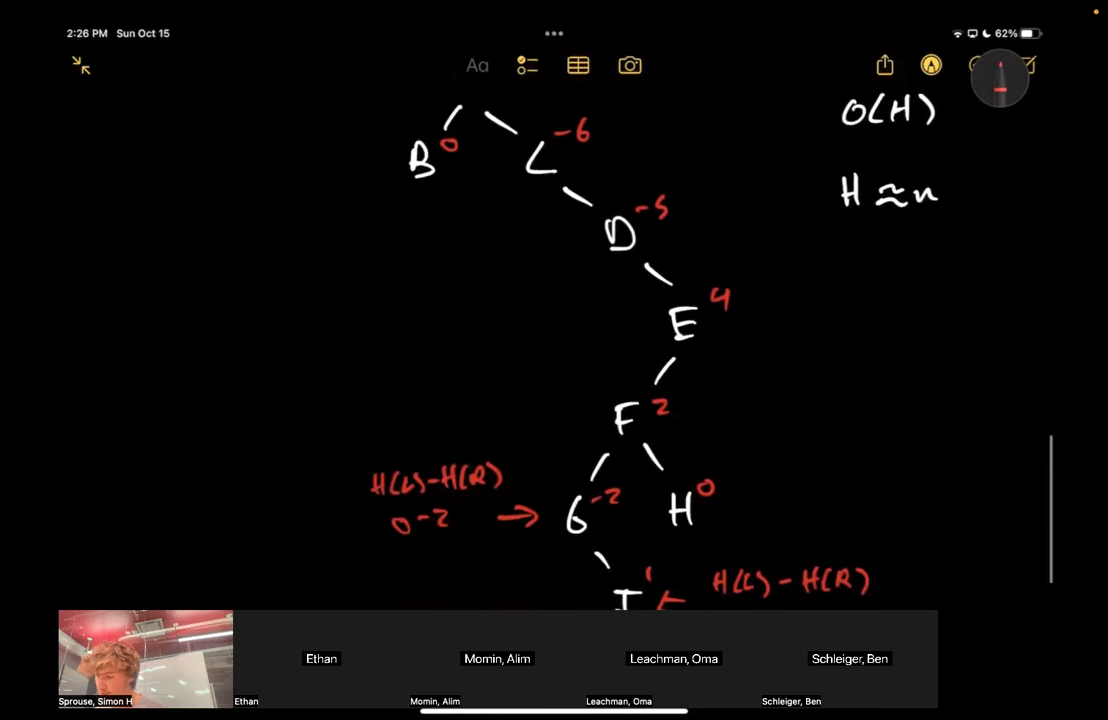 2:26 PM Sun Oct 15
62%
Aa
O(H)
H ≈ n
B 0
C -6
D -5
E 4
F 2
H(L)-H(R)
0-2 → G -2
H 0
I 1 ← H(L) - H(R)
Ethan
Momin, Alim
Leachman, Oma
Schleiger, Ben
Sprouse, Simon H
Ethan
Momin, Alim
Leachman, Oma
Schleiger, Ben